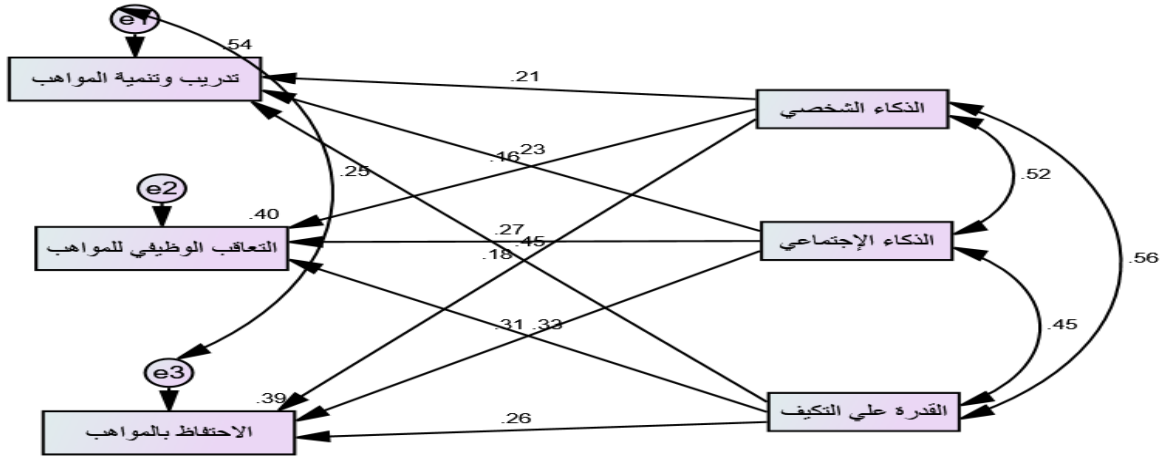 e1
.54
تدريب وتنمية المواهب
.21
الذكاء الشخصي
.23
.16
.25
.52
e2
.40
التعاقب الوظيفي للمواهب
.27
.45
.18
الذكاء الإجتماعي
.56
.31
.33
.45
e3
.39
الاحتفاظ بالمواهب
.26
القدرة علي التكيف